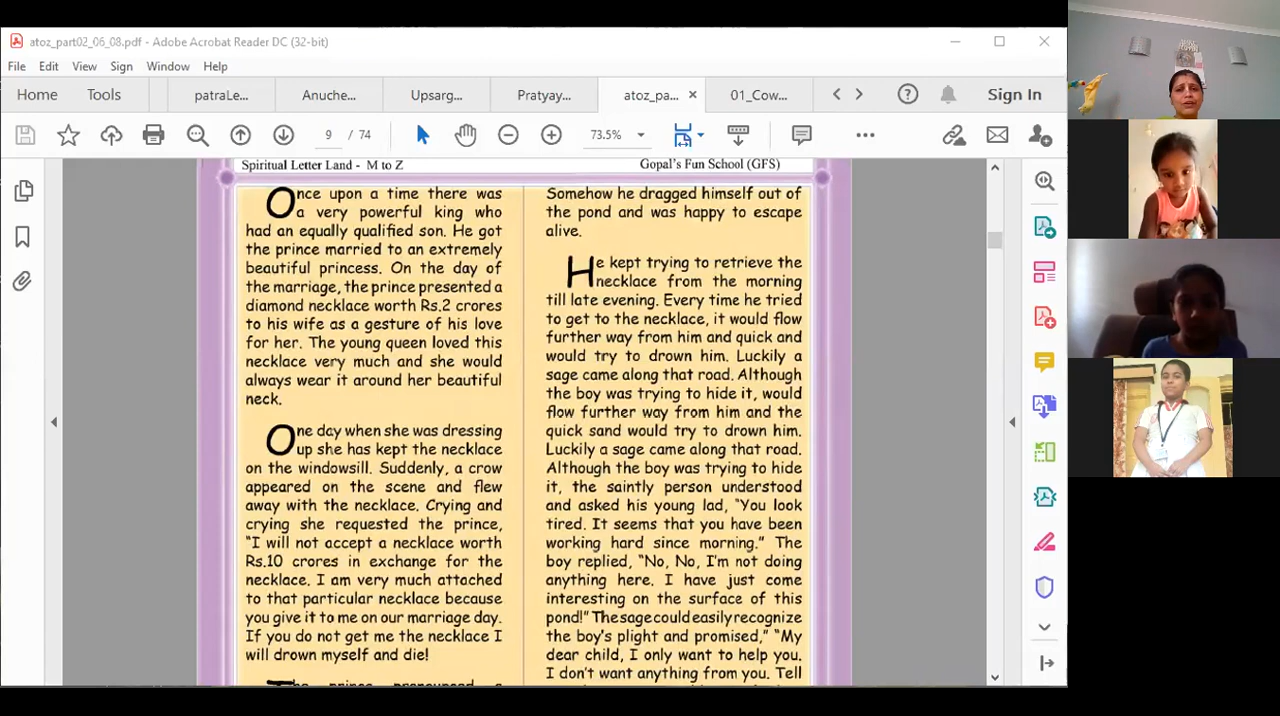 atoz_part02_06_08.pdf - Adobe Acrobat Reader DC (32-bit)
File Edit View Sign Window Help
Home Tools patraLe... Anuche... Upsarg... Pratyay... atoz_pa... 01_Cow... Sign In
9 / 74 73.5%
Spiritual Letter Land - M to Z Gopal's Fun School (GFS)
Once upon a time there was
a very powerful king who
had an equally qualified son. He got
the prince married to an extremely
beautiful princess. On the day of
the marriage, the prince presented a
diamond necklace worth Rs.2 crores
to his wife as a gesture of his love
for her. The young queen loved this
necklace very much and she would
always wear it around her beautiful
neck.
One day when she was dressing
up she has kept the necklace
on the windowsill. Suddenly, a crow
appeared on the scene and flew
away with the necklace. Crying and
crying she requested the prince,
"I will not accept a necklace worth
Rs.10 crores in exchange for the
necklace. I am very much attached
to that particular necklace because
you give it to me on our marriage day.
If you do not get me the necklace I
will drown myself and die!
The prince pronounced a
Somehow he dragged himself out of
the pond and was happy to escape
alive.
He kept trying to retrieve the
necklace from the morning
till late evening. Every time he tried
to get to the necklace, it would flow
further way from him and quick and
would try to drown him. Luckily a
sage came along that road. Although
the boy was trying to hide it, would
flow further way from him and the
quick sand would try to drown him.
Luckily a sage came along that road.
Although the boy was trying to hide
it, the saintly person understood
and asked his young lad, "You look
tired. It seems that you have been
working hard since morning." The
boy replied, "No, No, I'm not doing
anything here. I have just come
interesting on the surface of this
pond!" The sage could easily recognize
the boy's plight and promised," "My
dear child, I only want to help you.
I don't want anything from you. Tell